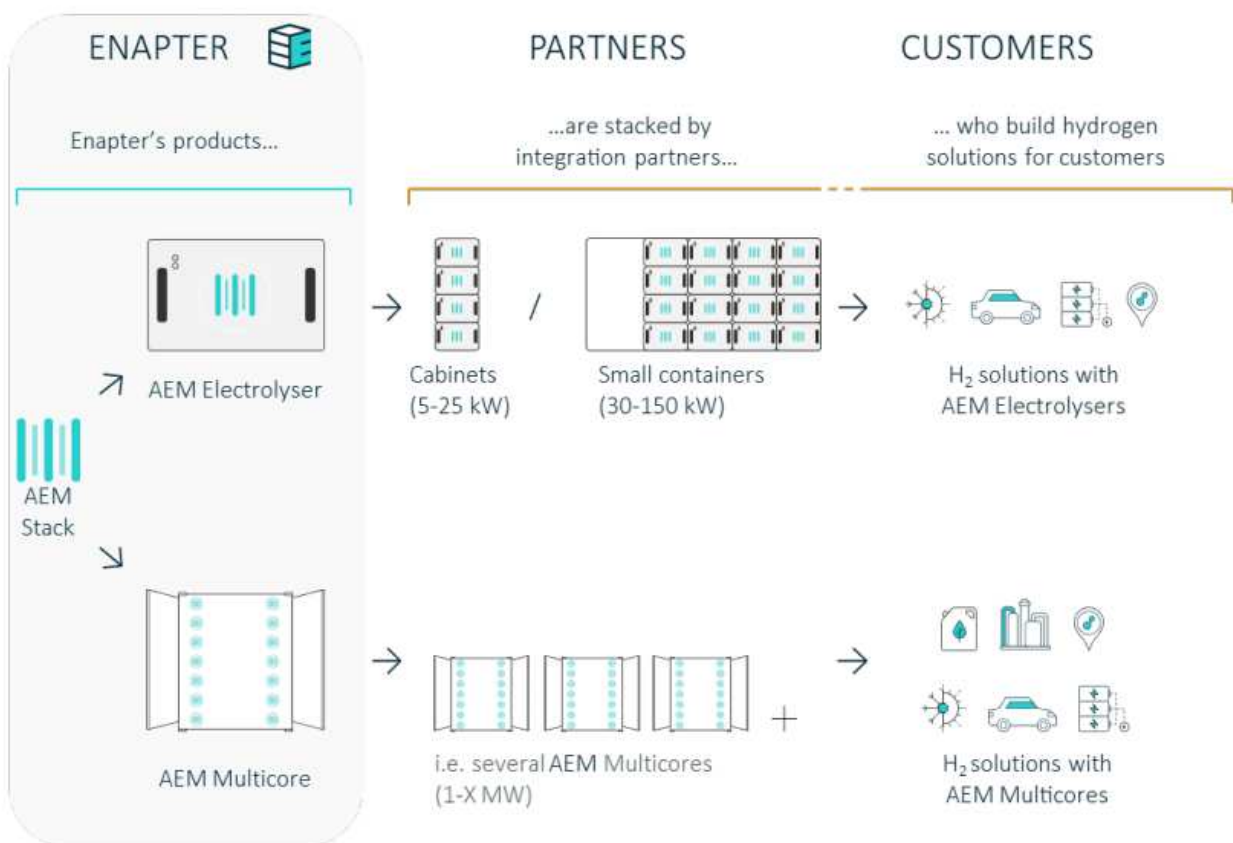 ENAPTER
PARTNERS
CUSTOMERS
Enapter's products...
...are stacked by
integration partners...
... who build hydrogen
solutions for customers
AEM Electrolyser
/
Cabinets
(5-25 kW)
Small containers
(30-150 kW)
H₂ solutions with
AEM Electrolysers
AEM
Stack
AEM Multicore
+
i.e. several AEM Multicores
(1-X MW)
H₂ solutions with
AEM Multicores